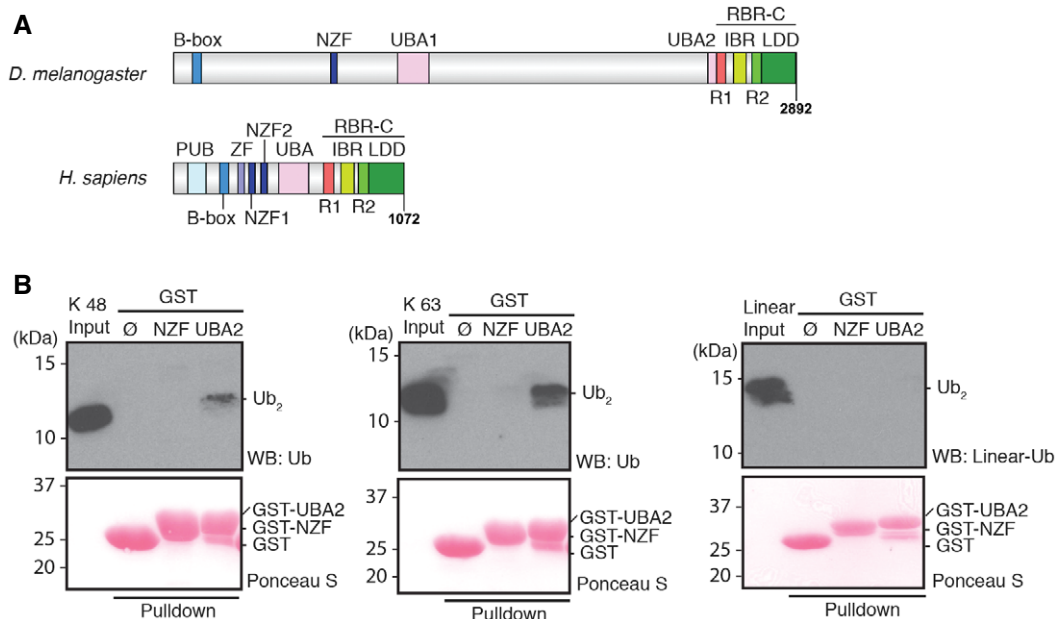 A
RBR-C
B-box NZF UBA1 UBA2 IBR LDD
D. melanogaster
R1 R2
2892
NZF2 RBR-C
PUB ZF UBA IBR LDD
H. sapiens
R1 R2 1072
B-box NZF1
B
K 48 GST
Input Ø NZF UBA2
(kDa)
15
Ub2
10
WB: Ub
37
GST-UBA2
GST-NZF
25
GST
20
Ponceau S
Pulldown
K 63 GST
Input Ø NZF UBA2
(kDa)
15
Ub2
10
WB: Ub
37
GST-UBA2
GST-NZF
25
GST
20
Ponceau S
Pulldown
Linear GST
Input Ø NZF UBA2
(kDa)
15
Ub2
10
WB: Linear-Ub
37
GST-UBA2
GST-NZF
25
GST
20
Ponceau S
Pulldown